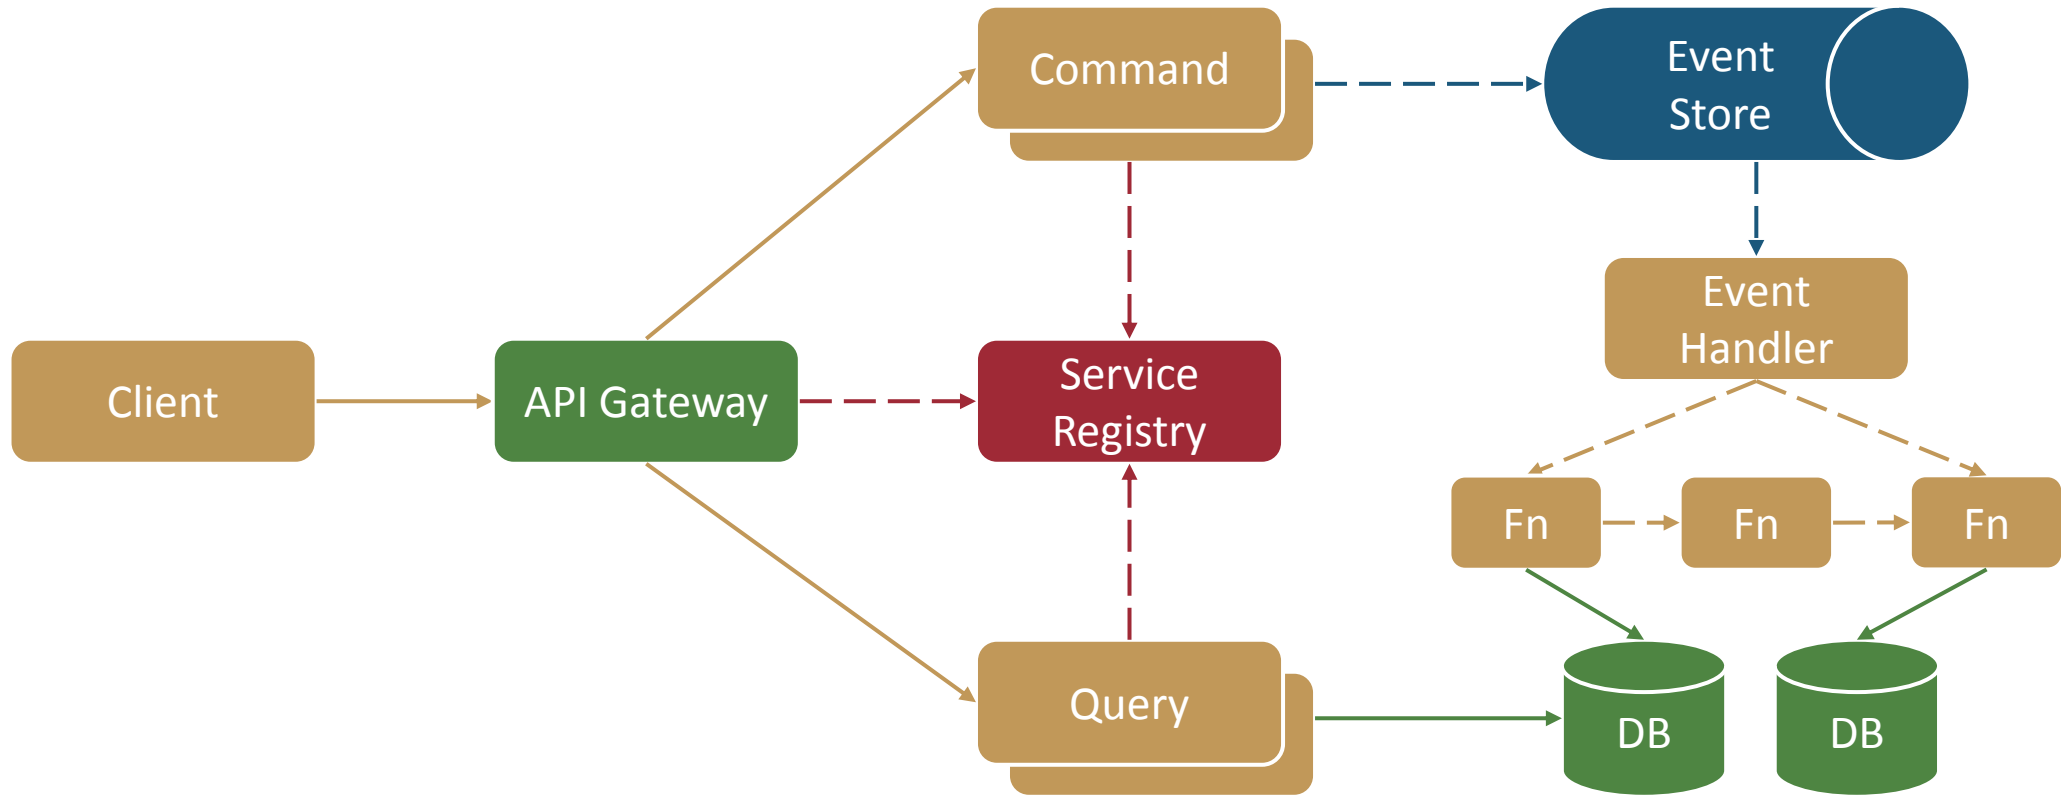 Command
Event
Store
Event
Handler
Client
API Gateway
Service
Registry
Fn
Fn
Fn
Query
DB
DB